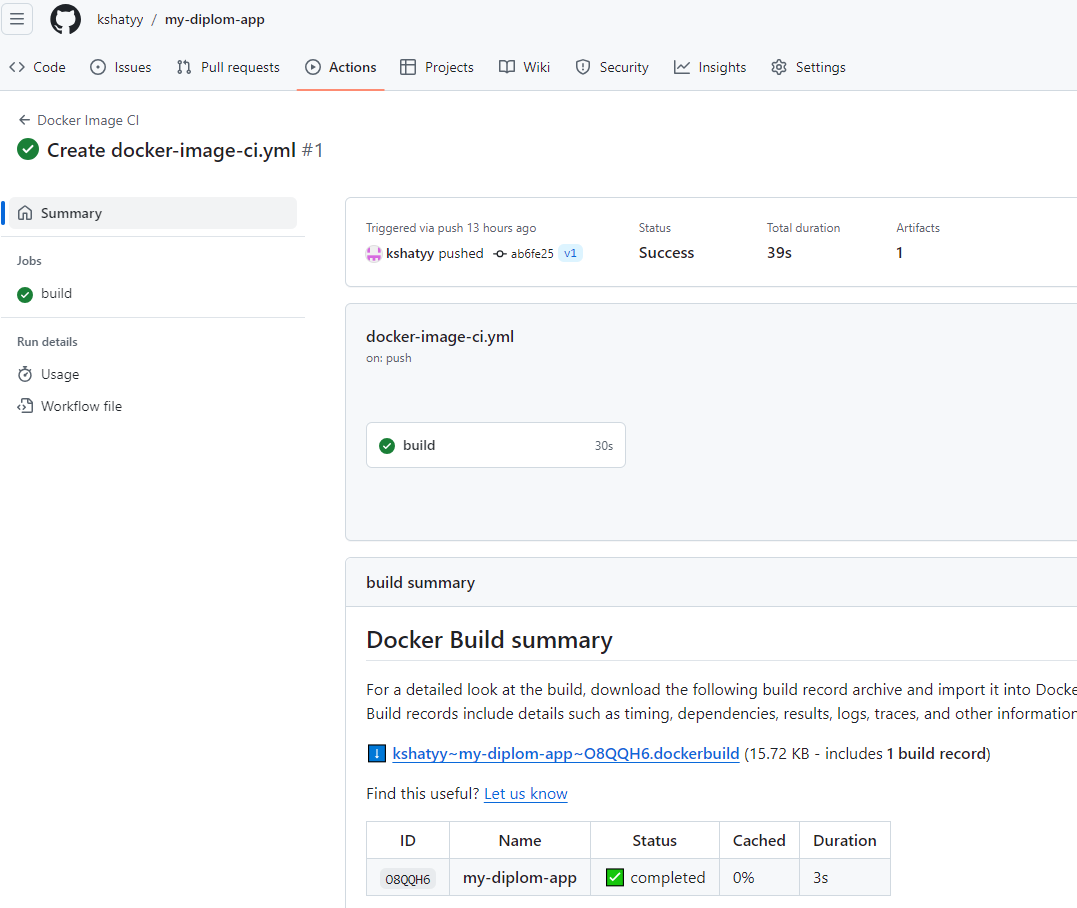 kshatyy / my-diplom-app
Code Issues Pull requests Actions Projects Wiki Security Insights Settings
Docker Image CI
Create docker-image-ci.yml #1
Summary
Jobs
build
Run details
Usage
Workflow file
Triggered via push 13 hours ago
kshatyy pushed ab6fe25 v1
Status
Success
Total duration
39s
Artifacts
1
docker-image-ci.yml
on: push
build 30s
build summary
Docker Build summary
For a detailed look at the build, download the following build record archive and import it into Docke
Build records include details such as timing, dependencies, results, logs, traces, and other information
kshatyy~my-diplom-app~O8QQH6.dockerbuild (15.72 KB - includes 1 build record)
Find this useful? Let us know
ID Name Status Cached Duration
O8QQH6 my-diplom-app completed 0% 3s